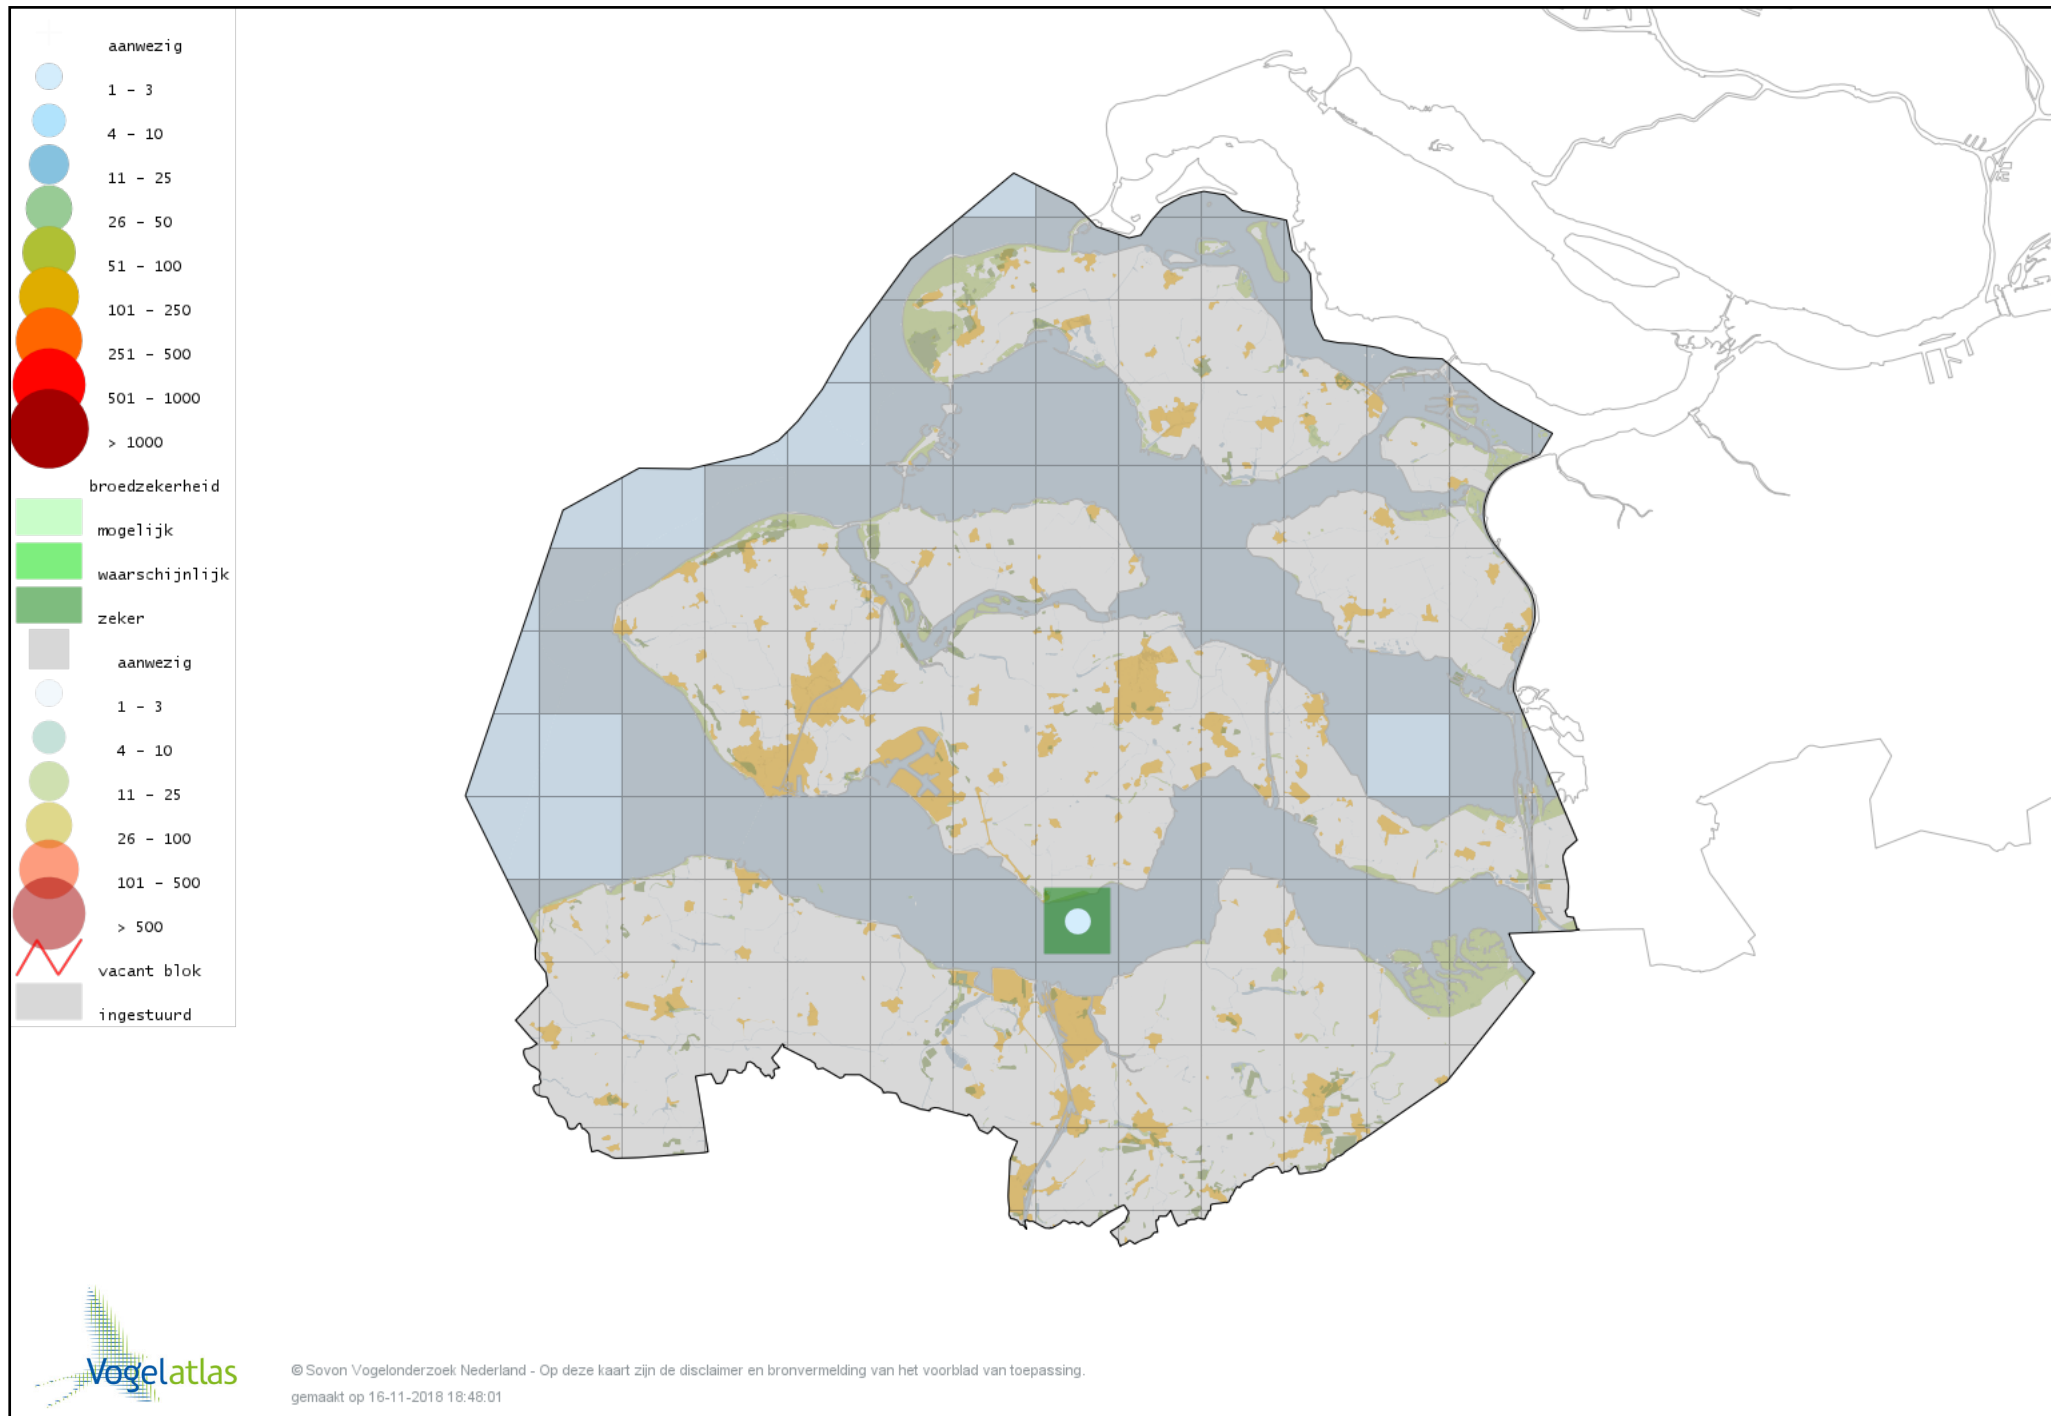 aanwezig
1 - 3
4 - 10
11 - 25
26 - 50
51 - 100
101 - 250
251 - 500
501 - 1000
> 1000
broedzekerheid
mogelijk
waarschijnlijk
zeker
aanwezig
1 - 3
4 - 10
11 - 25
26 - 100
101 - 500
> 500
vacant blok
ingestuurd
Vogelatlas
© Sovon Vogelonderzoek Nederland - Op deze kaart zijn de disclaimer en bronvermelding van het voorblad van toepassing.
gemaakt op 16-11-2018 18:48:01